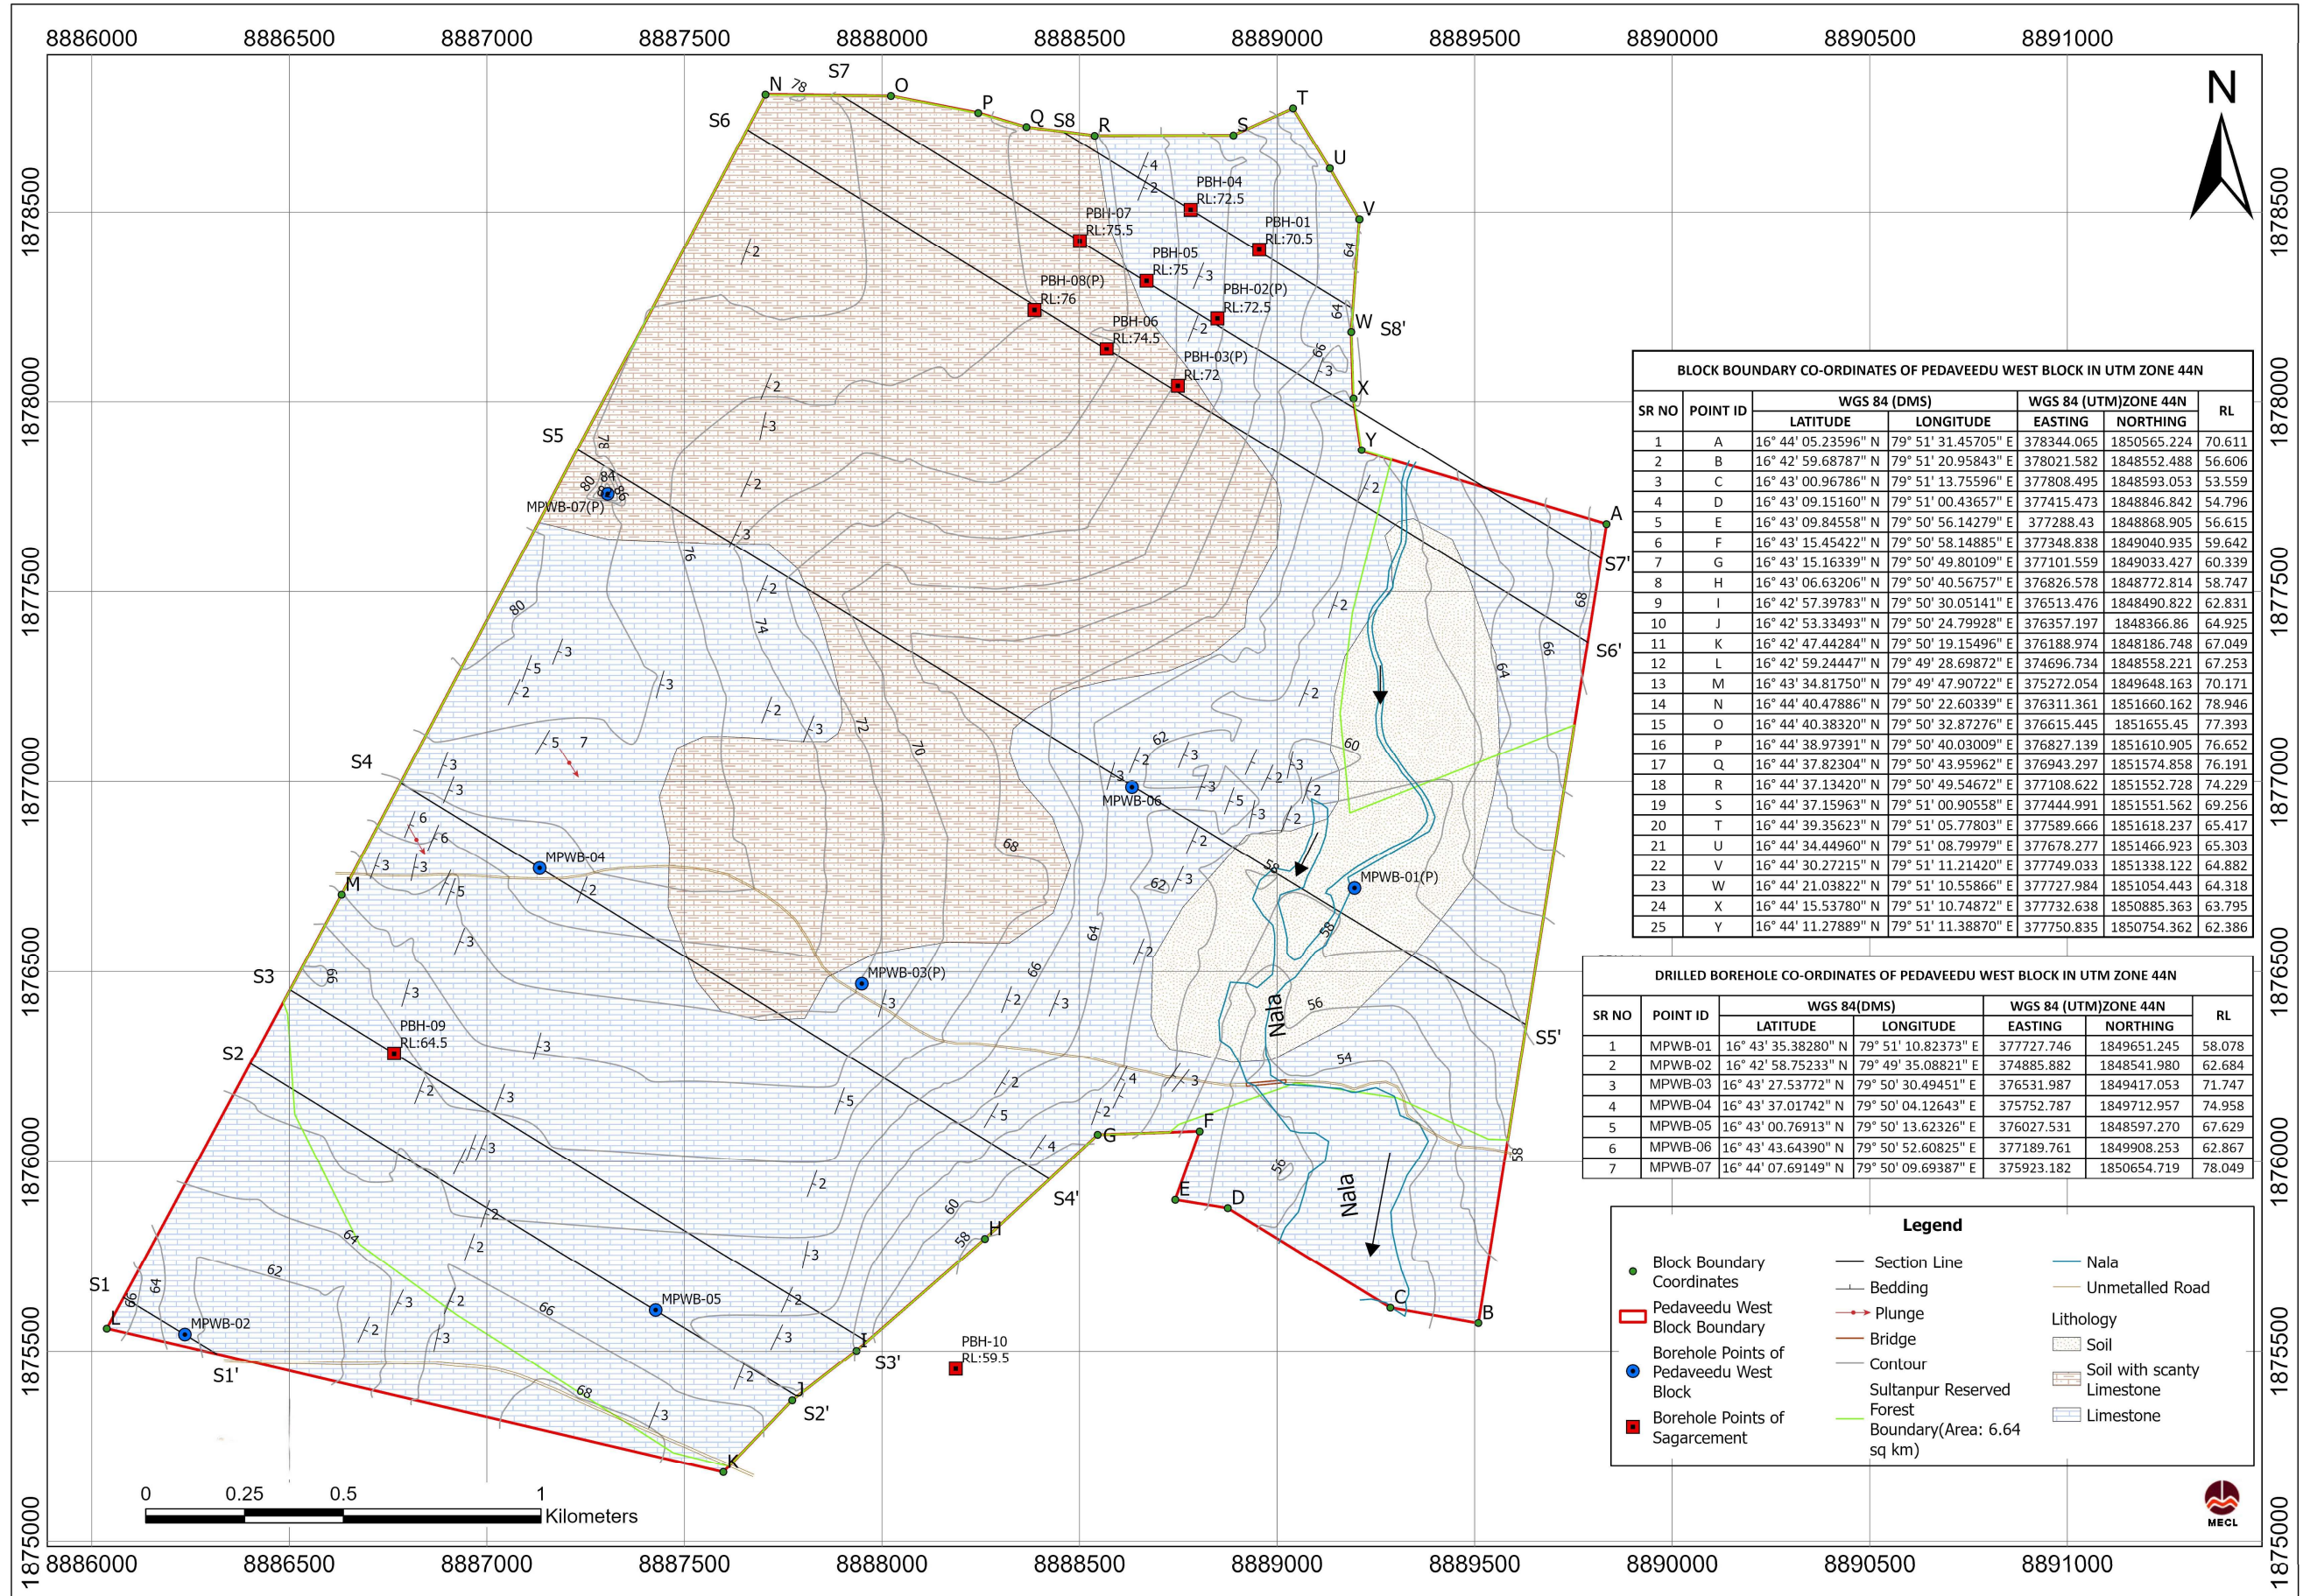 8886000 8886500 8887000 8887500 8888000 8888500 8889000 8889500 8890000 8890500 8891000
N
1878500
1878000
1877500
1877000
1876500
1876000
1875500
1875000
1878500
1878000
1877500
1877000
1876500
1876000
1875500
1875000
N 78 S7 O
P
Q S8 R
S
T
U
V
W S8'
X
Y
A
S7'
S6'
S5'
S6
S5
S4
M
S3
S2
S1
L
S1'
K
J
S2'
I
S3'
H
S4'
G
F
E
D
C
B
PBH-04
RL:72.5
PBH-07
RL:75.5
PBH-01
RL:70.5
PBH-05
RL:75
PBH-08(P)
RL:76
PBH-02(P)
RL:72.5
PBH-06
RL:74.5
PBH-03(P)
RL:72
MPWB-07(P)
MPWB-06
MPWB-04
MPWB-01(P)
MPWB-03(P)
PBH-09
RL:64.5
MPWB-05
MPWB-02
PBH-10
RL:59.5
Nala
Nala
BLOCK BOUNDARY CO-ORDINATES OF PEDAVEEDU WEST BLOCK IN UTM ZONE 44N
SR NO POINT ID WGS 84 (DMS) WGS 84 (UTM)ZONE 44N RL
LATITUDE LONGITUDE EASTING NORTHING
1 A 16° 44' 05.23596" N 79° 51' 31.45705" E 378344.065 1850565.224 70.611
2 B 16° 42' 59.68787" N 79° 51' 20.95843" E 378021.582 1848552.488 56.606
3 C 16° 43' 00.96786" N 79° 51' 13.75596" E 377808.495 1848593.053 53.559
4 D 16° 43' 09.15160" N 79° 51' 00.43657" E 377415.473 1848846.842 54.796
5 E 16° 43' 09.84558" N 79° 50' 56.14279" E 377288.43 1848868.905 56.615
6 F 16° 43' 15.45422" N 79° 50' 58.14885" E 377348.838 1849040.935 59.642
7 G 16° 43' 15.16339" N 79° 50' 49.80109" E 377101.559 1849033.427 60.339
8 H 16° 43' 06.63206" N 79° 50' 40.56757" E 376826.578 1848772.814 58.747
9 I 16° 42' 57.39783" N 79° 50' 30.05141" E 376513.476 1848490.822 62.831
10 J 16° 42' 53.33493" N 79° 50' 24.79928" E 376357.197 1848366.86 64.925
11 K 16° 42' 47.44284" N 79° 50' 19.15496" E 376188.974 1848186.748 67.049
12 L 16° 42' 59.24447" N 79° 49' 28.69872" E 374696.734 1848558.221 67.253
13 M 16° 43' 34.81750" N 79° 49' 47.90722" E 375272.054 1849648.163 70.171
14 N 16° 44' 40.47886" N 79° 50' 22.60339" E 376311.361 1851660.162 78.946
15 O 16° 44' 40.38320" N 79° 50' 32.87276" E 376615.445 1851655.45 77.393
16 P 16° 44' 38.97391" N 79° 50' 40.03009" E 376827.139 1851610.905 76.652
17 Q 16° 44' 37.82304" N 79° 50' 43.95962" E 376943.297 1851574.858 76.191
18 R 16° 44' 37.13420" N 79° 50' 49.54672" E 377108.622 1851552.728 74.229
19 S 16° 44' 37.15963" N 79° 51' 00.90558" E 377444.991 1851551.562 69.256
20 T 16° 44' 39.35623" N 79° 51' 05.77803" E 377589.666 1851618.237 65.417
21 U 16° 44' 34.44960" N 79° 51' 08.79979" E 377678.277 1851466.923 65.303
22 V 16° 44' 30.27215" N 79° 51' 11.21420" E 377749.033 1851338.122 64.882
23 W 16° 44' 21.03822" N 79° 51' 10.55866" E 377727.984 1851054.443 64.318
24 X 16° 44' 15.53780" N 79° 51' 10.74872" E 377732.638 1850885.363 63.795
25 Y 16° 44' 11.27889" N 79° 51' 11.38870" E 377750.835 1850754.362 62.386
DRILLED BOREHOLE CO-ORDINATES OF PEDAVEEDU WEST BLOCK IN UTM ZONE 44N
SR NO POINT ID WGS 84(DMS) WGS 84 (UTM)ZONE 44N RL
LATITUDE LONGITUDE EASTING NORTHING
1 MPWB-01 16° 43' 35.38280" N 79° 51' 10.82373" E 377727.746 1849651.245 58.078
2 MPWB-02 16° 42' 58.75233" N 79° 49' 35.08821" E 374885.882 1848541.980 62.684
3 MPWB-03 16° 43' 27.53772" N 79° 50' 30.49451" E 376531.987 1849417.053 71.747
4 MPWB-04 16° 43' 37.01742" N 79° 50' 04.12643" E 375752.787 1849712.957 74.958
5 MPWB-05 16° 43' 00.76913" N 79° 50' 13.62326" E 376027.531 1848597.270 67.629
6 MPWB-06 16° 43' 43.64390" N 79° 50' 52.60825" E 377189.761 1849908.253 62.867
7 MPWB-07 16° 44' 07.69149" N 79° 50' 09.69387" E 375923.182 1850654.719 78.049
Legend
Block Boundary
Coordinates
Pedaveedu West
Block Boundary
Borehole Points of
Pedaveedu West
Block
Borehole Points of
Sagarcement
Section Line
Bedding
Plunge
Bridge
Contour
Sultanpur Reserved
Forest
Boundary(Area: 6.64
sq km)
Nala
Unmetalled Road
Lithology
Soil
Soil with scanty
Limestone
Limestone
MECL
0 0.25 0.5 1
Kilometers
8886000 8886500 8887000 8887500 8888000 8888500 8889000 8889500 8890000 8890500 8891000